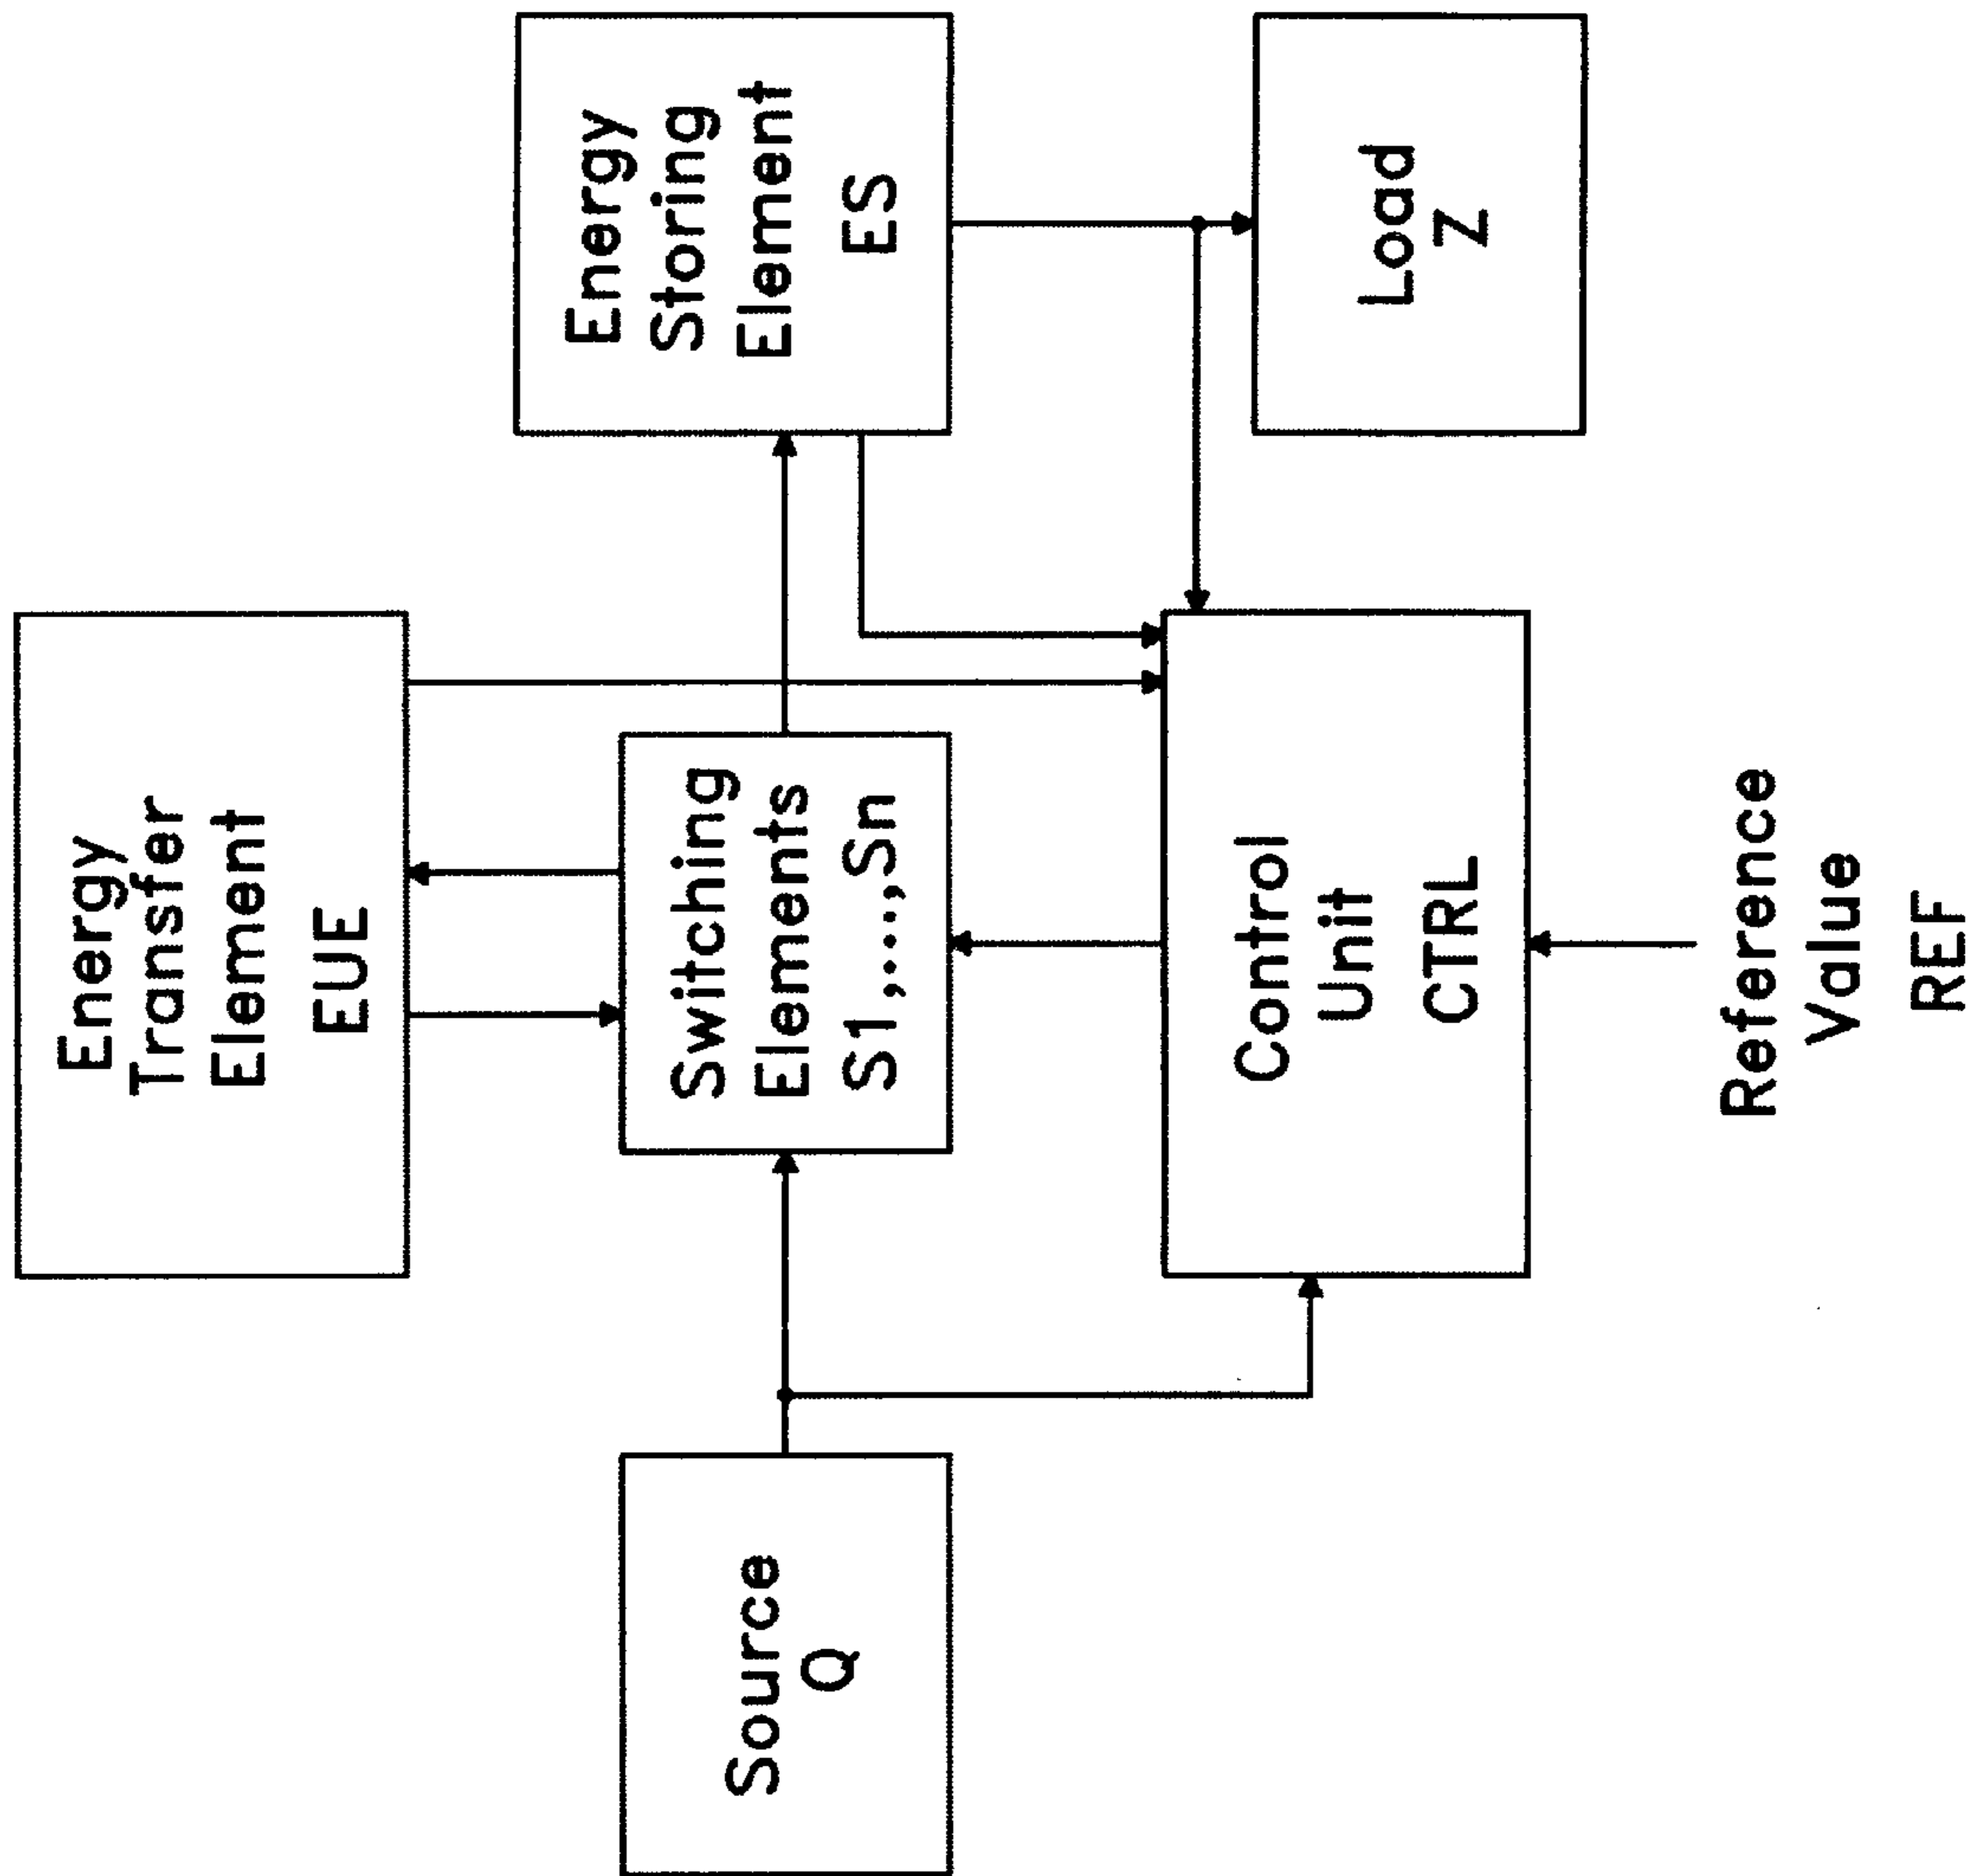 Energy
Transfer
Element
EUE
Source
Q
Switching
Elements
S1,...,Sn
Energy
Storing
Element
ES
Control
Unit
CTRL
Load
Z
Reference
Value
REF